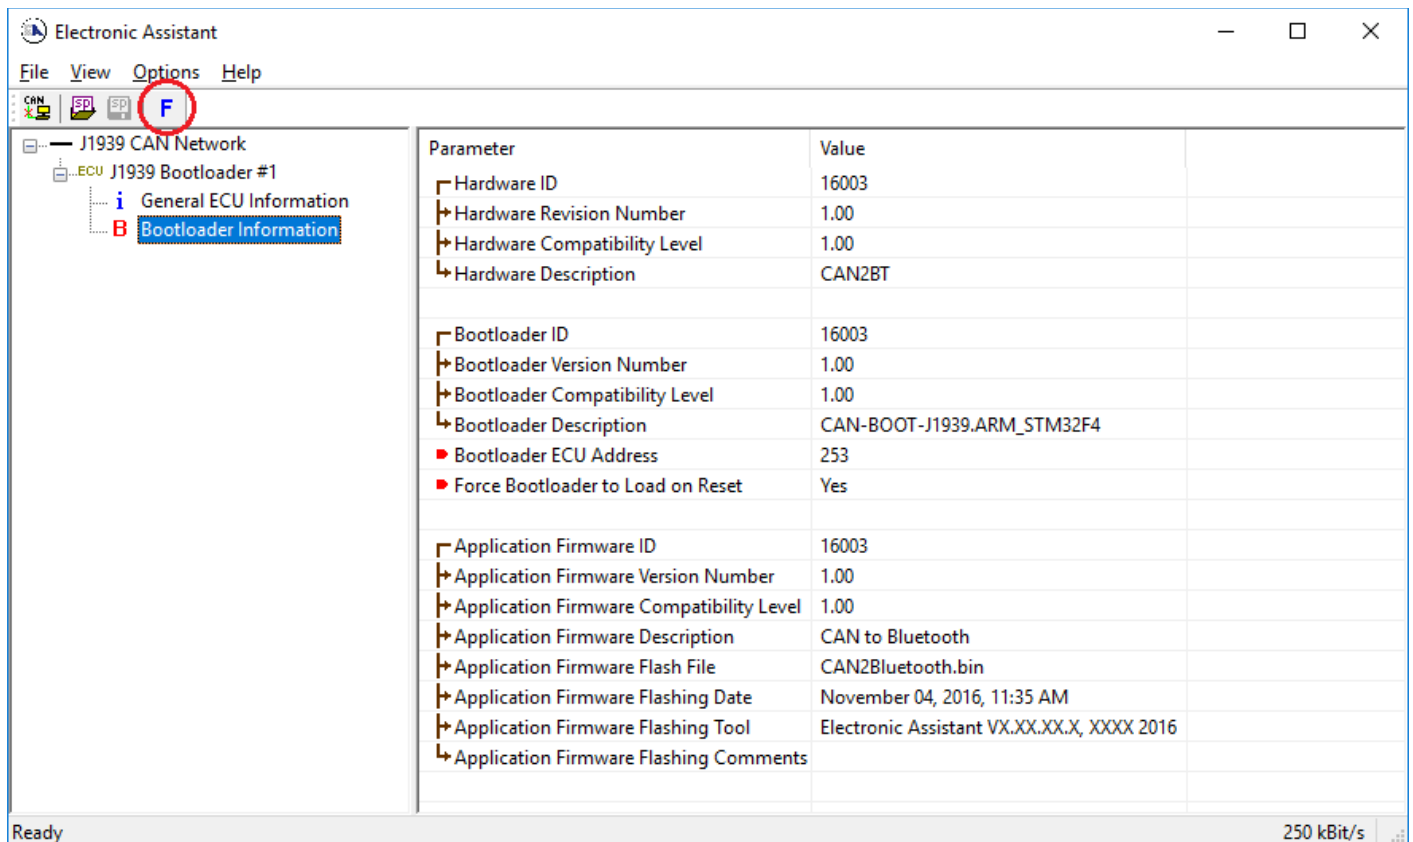 Electronic Assistant
File View Options Help
CAN SP SP F
J1939 CAN Network
ECU J1939 Bootloader #1
i General ECU Information
B Bootloader Information
Parameter Value
Hardware ID 16003
Hardware Revision Number 1.00
Hardware Compatibility Level 1.00
Hardware Description CAN2BT
Bootloader ID 16003
Bootloader Version Number 1.00
Bootloader Compatibility Level 1.00
Bootloader Description CAN-BOOT-J1939.ARM_STM32F4
Bootloader ECU Address 253
Force Bootloader to Load on Reset Yes
Application Firmware ID 16003
Application Firmware Version Number 1.00
Application Firmware Compatibility Level 1.00
Application Firmware Description CAN to Bluetooth
Application Firmware Flash File CAN2Bluetooth.bin
Application Firmware Flashing Date November 04, 2016, 11:35 AM
Application Firmware Flashing Tool Electronic Assistant VX.XX.XX.X, XXXX 2016
Application Firmware Flashing Comments
Ready 250 kBit/s